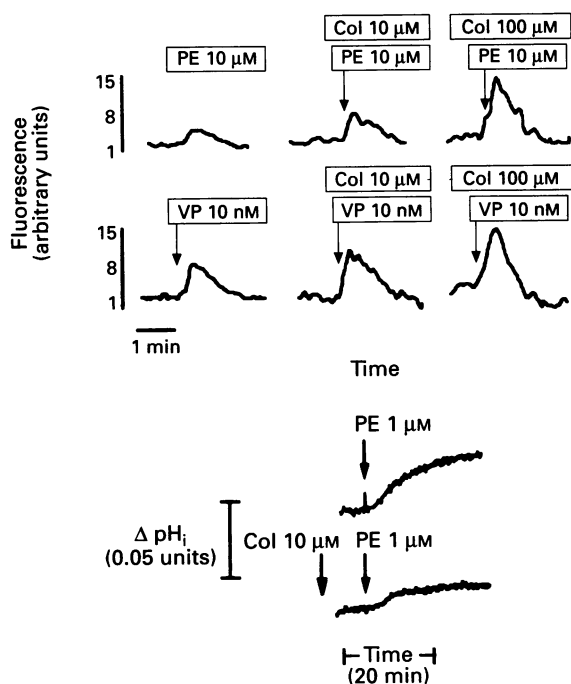 Col 10 μM Col 100 μM
PE 10 μM PE 10 μM PE 10 μM
15
8
1
Fluorescence
(arbitrary units)
Col 10 μM Col 100 μM
VP 10 nM VP 10 nM VP 10 nM
15
8
1
1 min
Time
PE 1 μM
Δ pHi
(0.05 units)
Col 10 μM PE 1 μM
Time
(20 min)